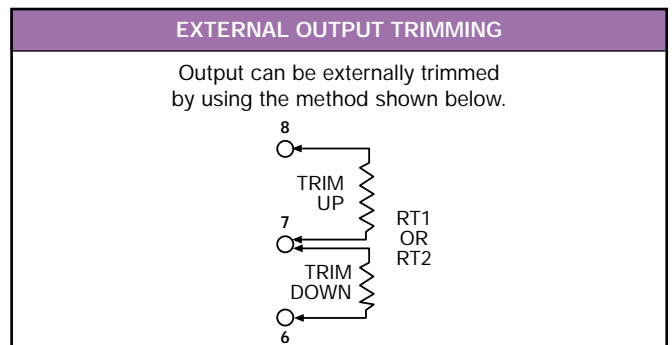 EXTERNAL OUTPUT TRIMMING
Output can be externally trimmed
by using the method shown below.
8
TRIM
UP
7
RT1
OR
RT2
TRIM
DOWN
6